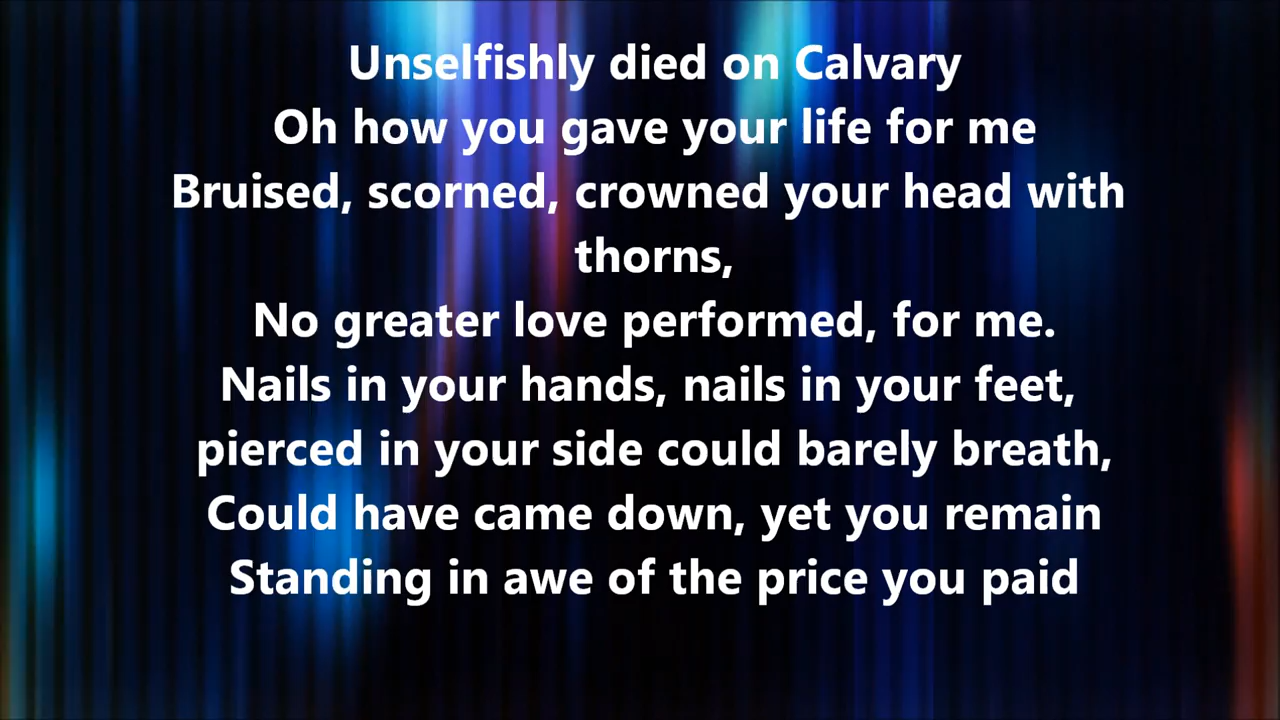 Unselfishly died on Calvary
Oh how you gave your life for me
Bruised, scorned, crowned your head with
thorns,
No greater love performed, for me.
Nails in your hands, nails in your feet,
pierced in your side could barely breath,
Could have came down, yet you remain
Standing in awe of the price you paid